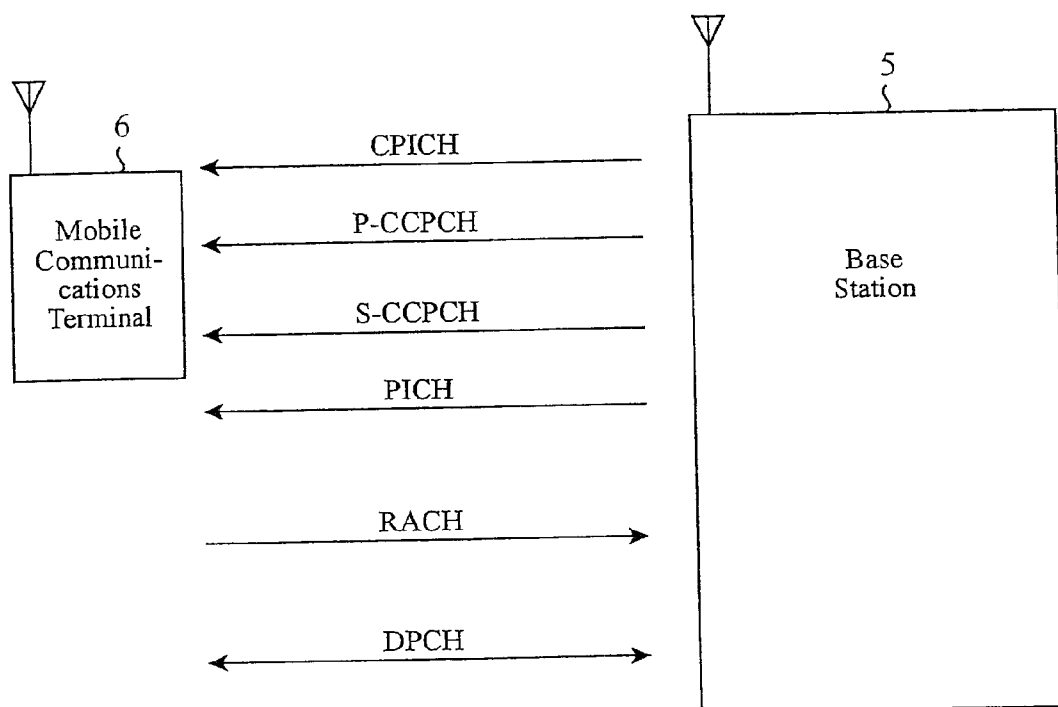 5
6
CPICH
P-CCPCH
Mobile
Communi-
cations
Terminal
Base
Station
S-CCPCH
PICH
RACH
DPCH